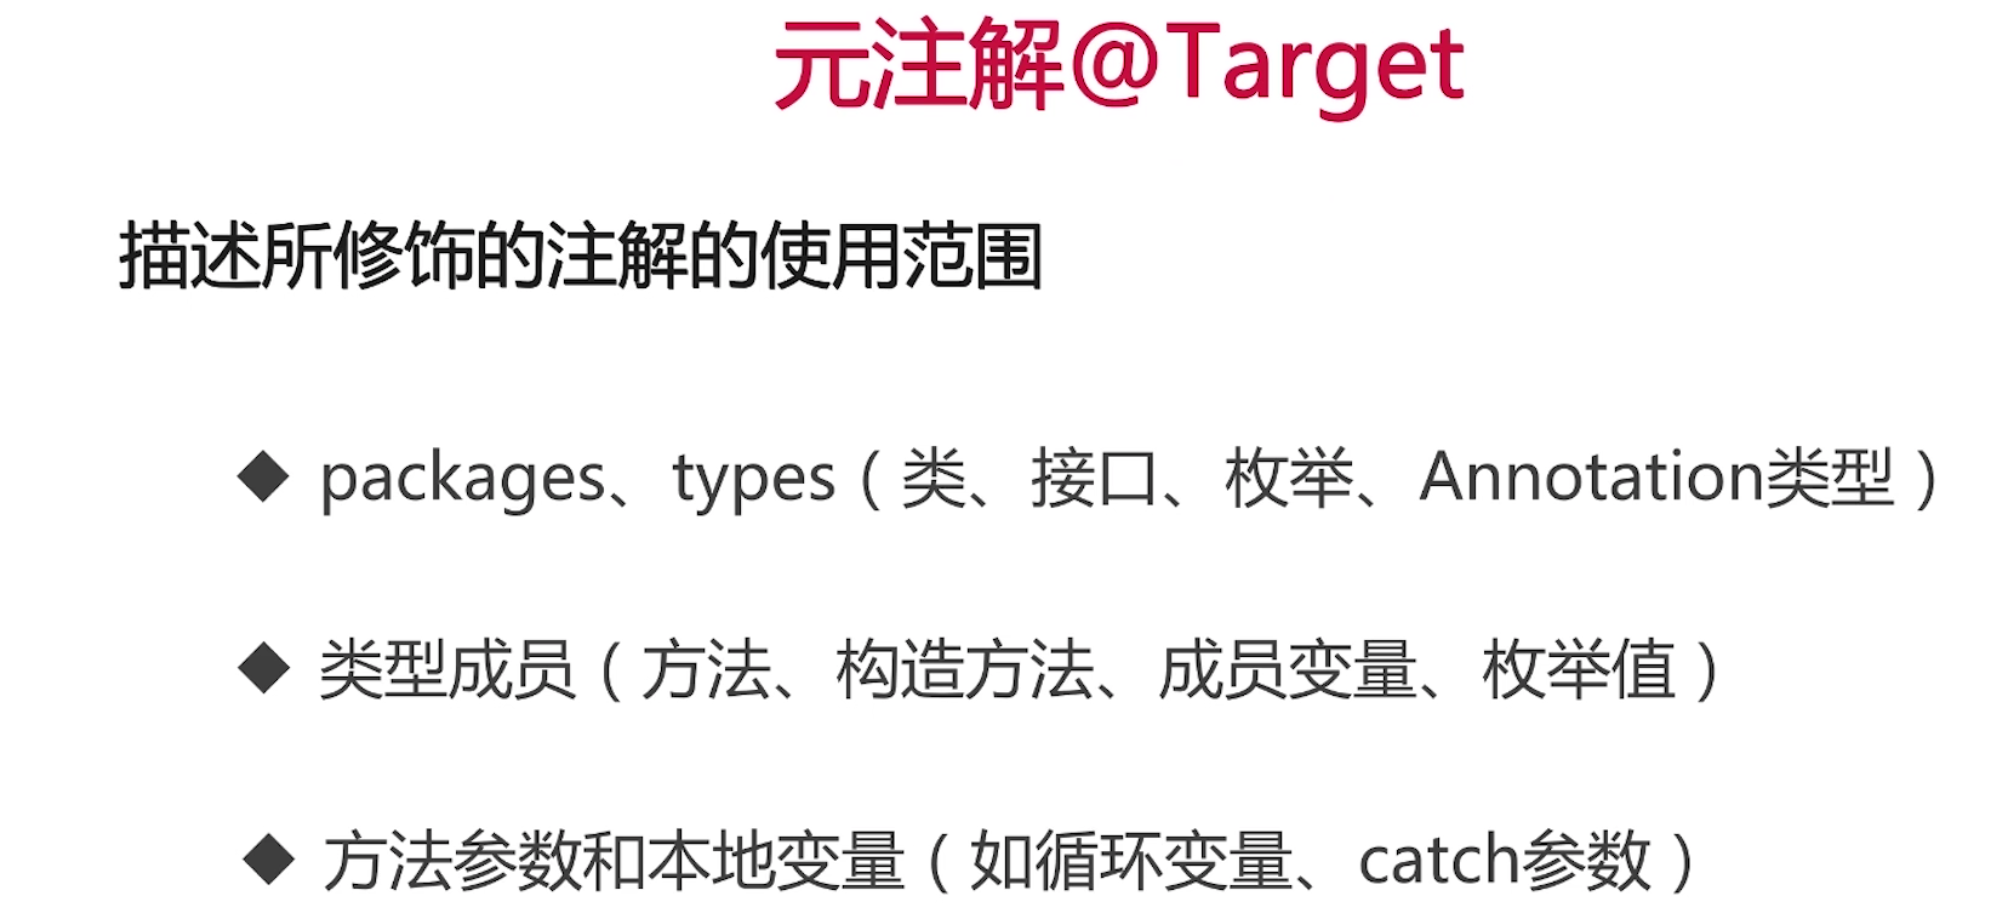 元注解@Target
描述所修饰的注解的使用范围
◆ packages、types（类、接口、枚举、Annotation类型）
◆ 类型成员（方法、构造方法、成员变量、枚举值）
◆ 方法参数和本地变量（如循环变量、catch参数）